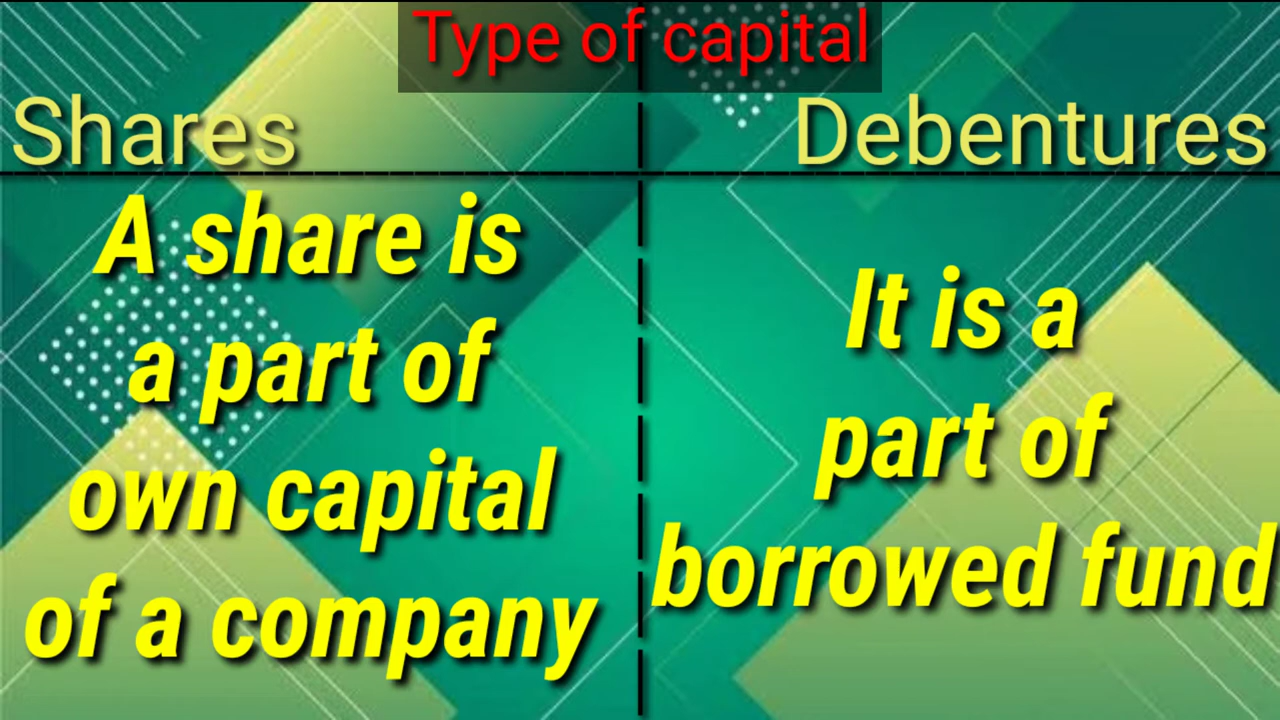 Type of capital
Shares
Debentures
A share is
a part of
own capital
of a company
It is a
part of
borrowed fund